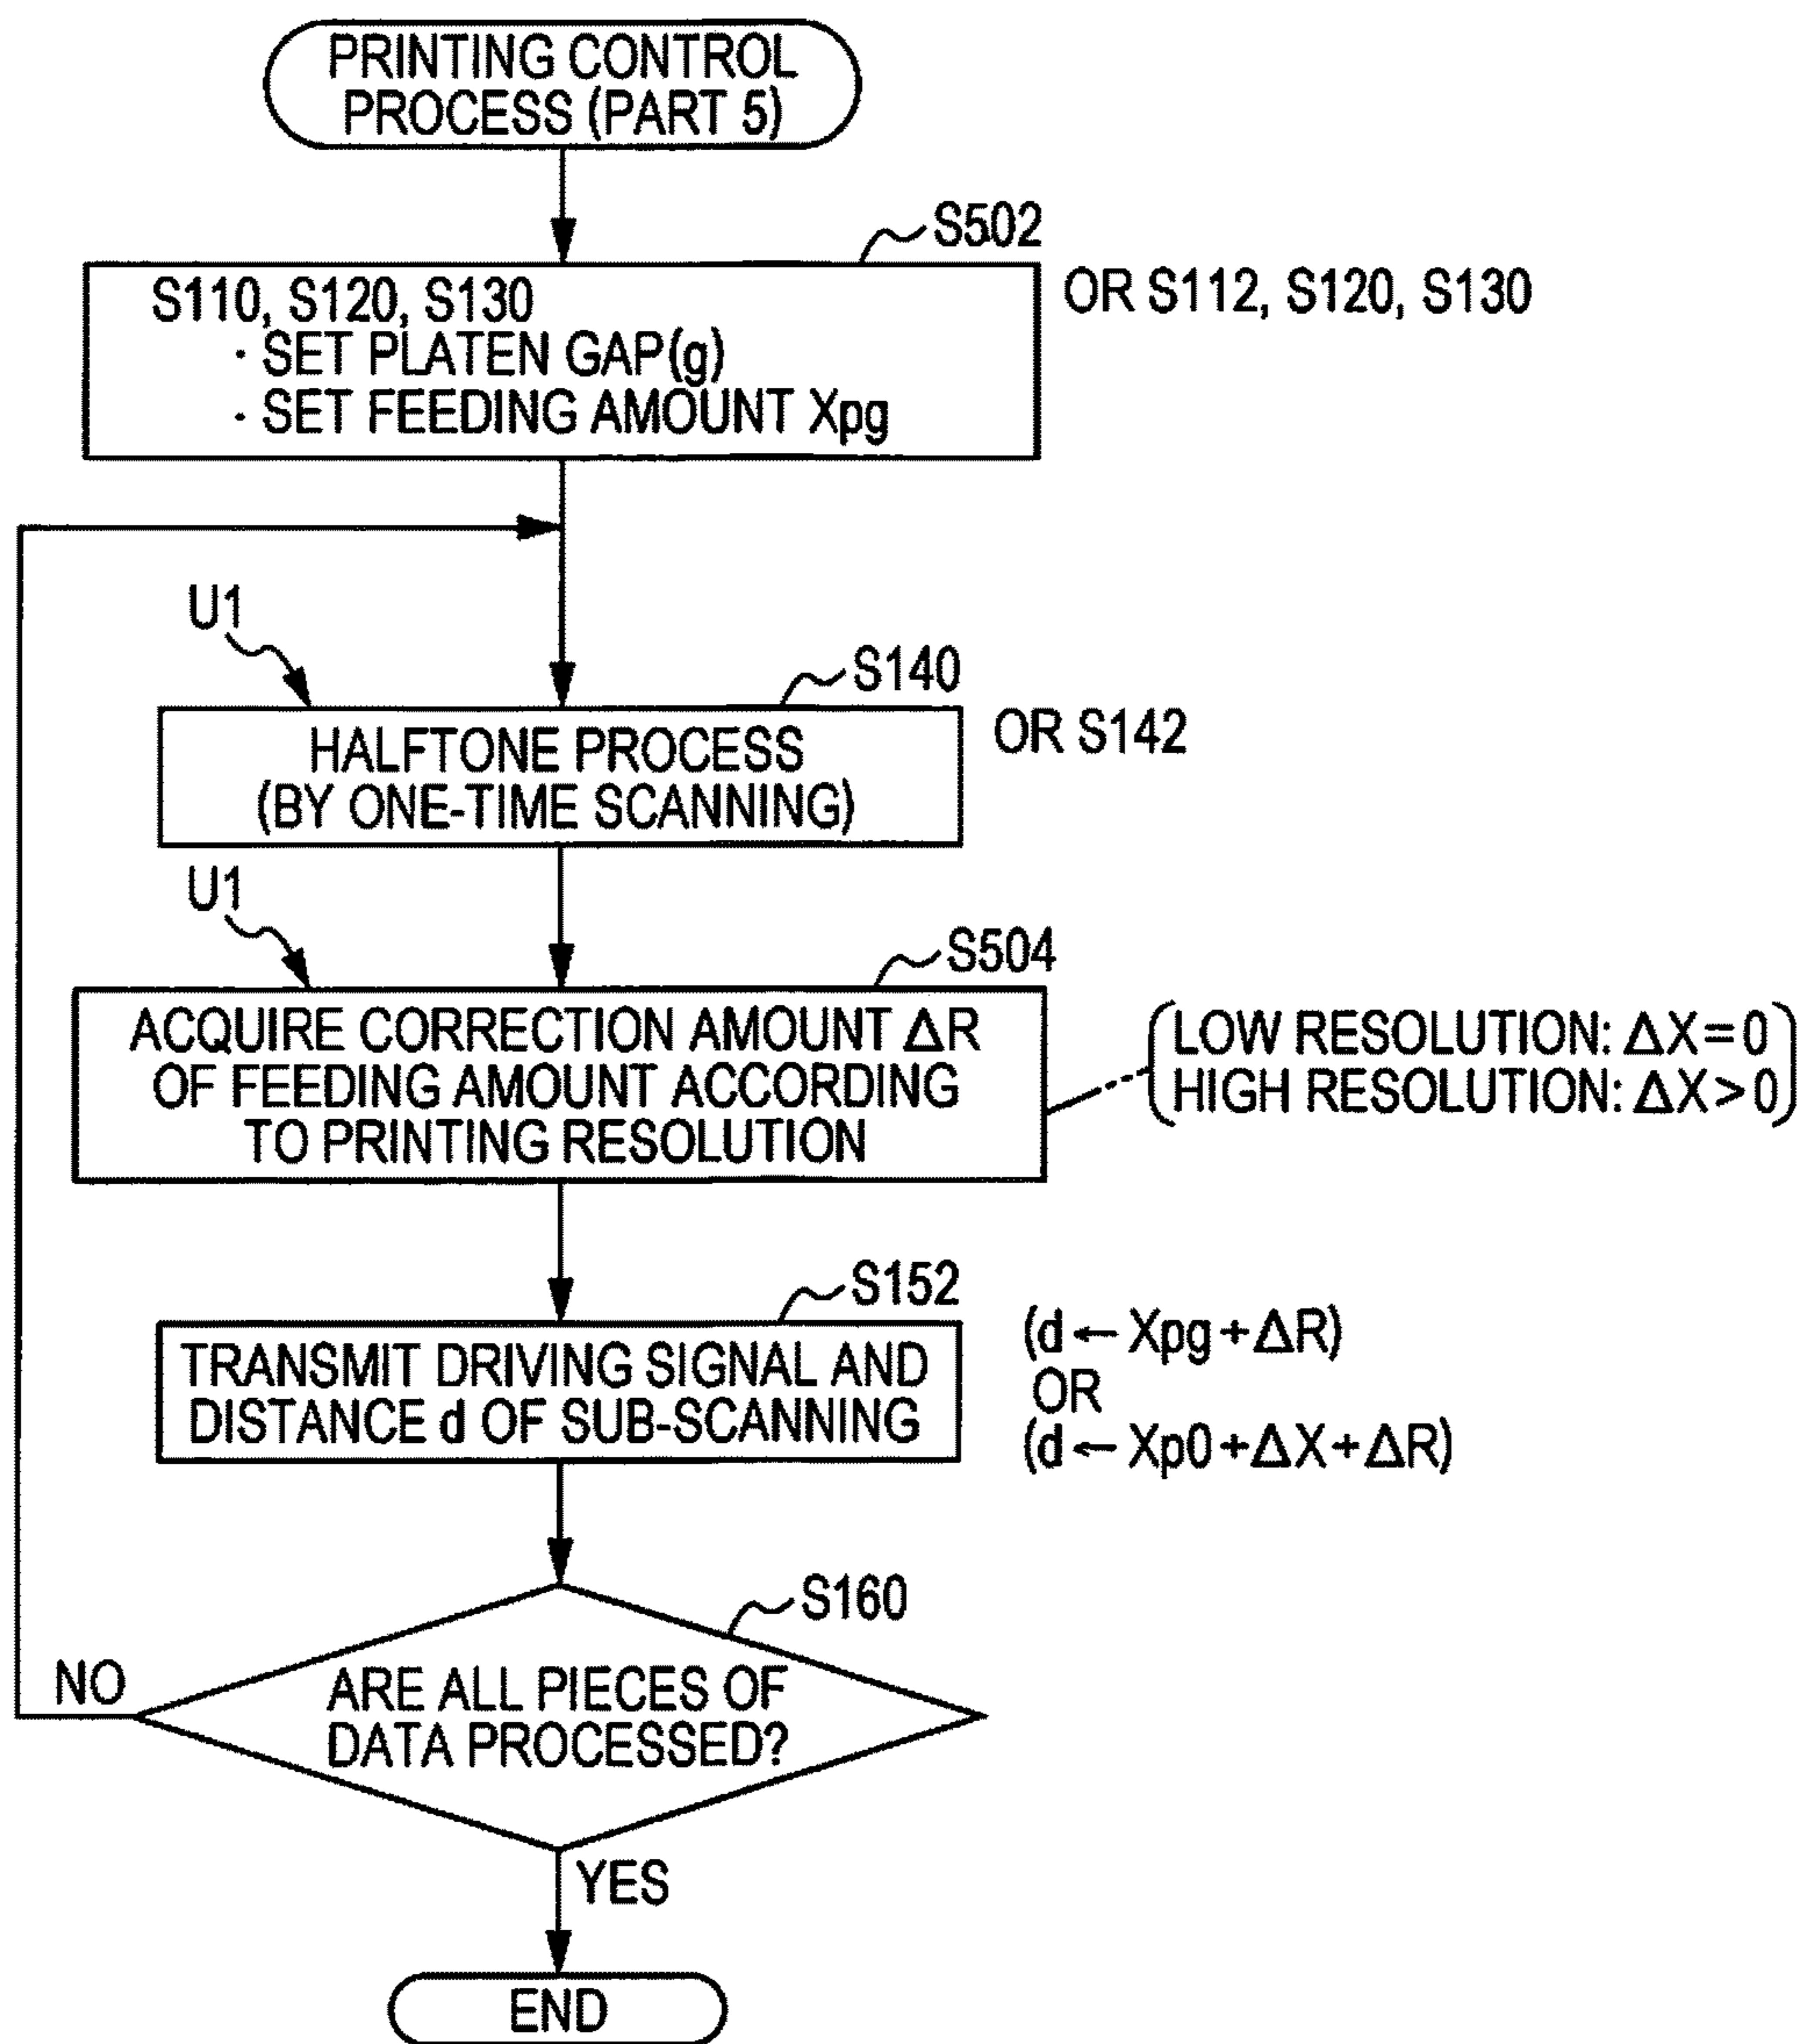 PRINTING CONTROL
PROCESS (PART 5)
S502
S110, S120, S130
· SET PLATEN GAP(g)
· SET FEEDING AMOUNT Xpg
OR S112, S120, S130
U1
S140
HALFTONE PROCESS
(BY ONE-TIME SCANNING)
OR S142
U1
S504
ACQUIRE CORRECTION AMOUNT ΔR
OF FEEDING AMOUNT ACCORDING
TO PRINTING RESOLUTION
(LOW RESOLUTION: ΔX=0
HIGH RESOLUTION: ΔX>0)
S152
TRANSMIT DRIVING SIGNAL AND
DISTANCE d OF SUB-SCANNING
(d ← Xpg+ΔR)
OR
(d ← Xp0+ΔX+ΔR)
S160
NO
ARE ALL PIECES OF
DATA PROCESSED?
YES
END